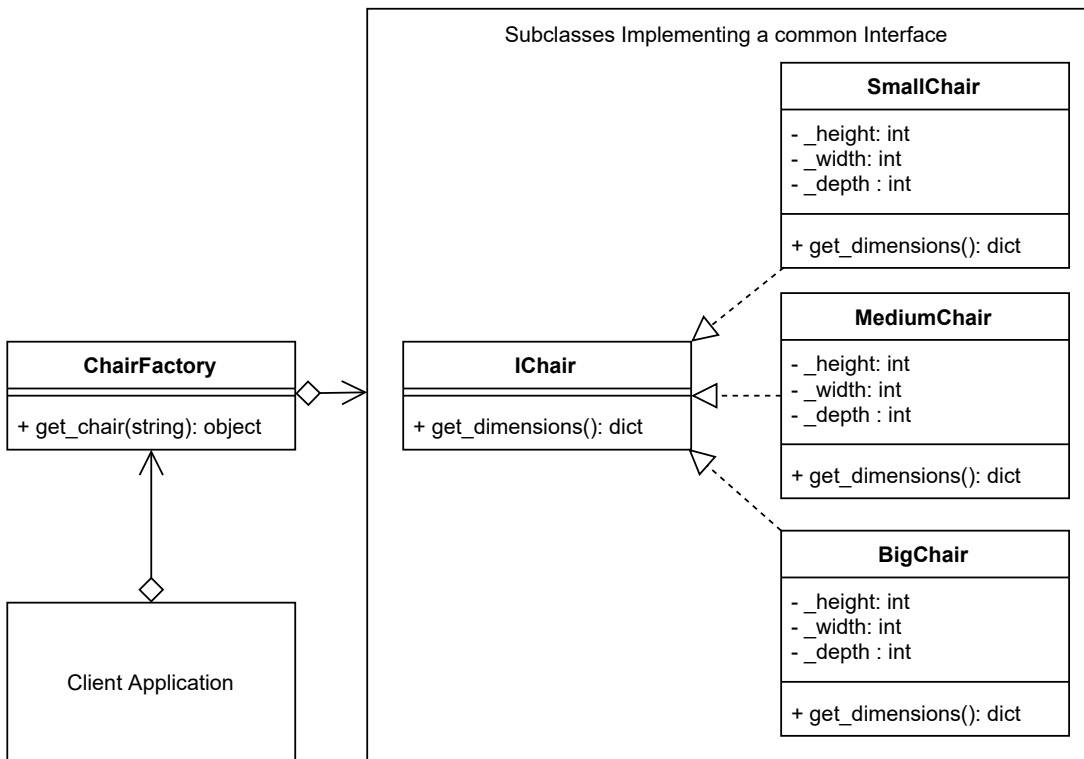 Subclasses Implementing a common Interface
SmallChair
- _height: int
- _width: int
- _depth : int
+ get_dimensions(): dict
ChairFactory
+ get_chair(string): object
IChair
+ get_dimensions(): dict
MediumChair
- _height: int
- _width: int
- _depth : int
+ get_dimensions(): dict
Client Application
BigChair
- _height: int
- _width: int
- _depth : int
+ get_dimensions(): dict